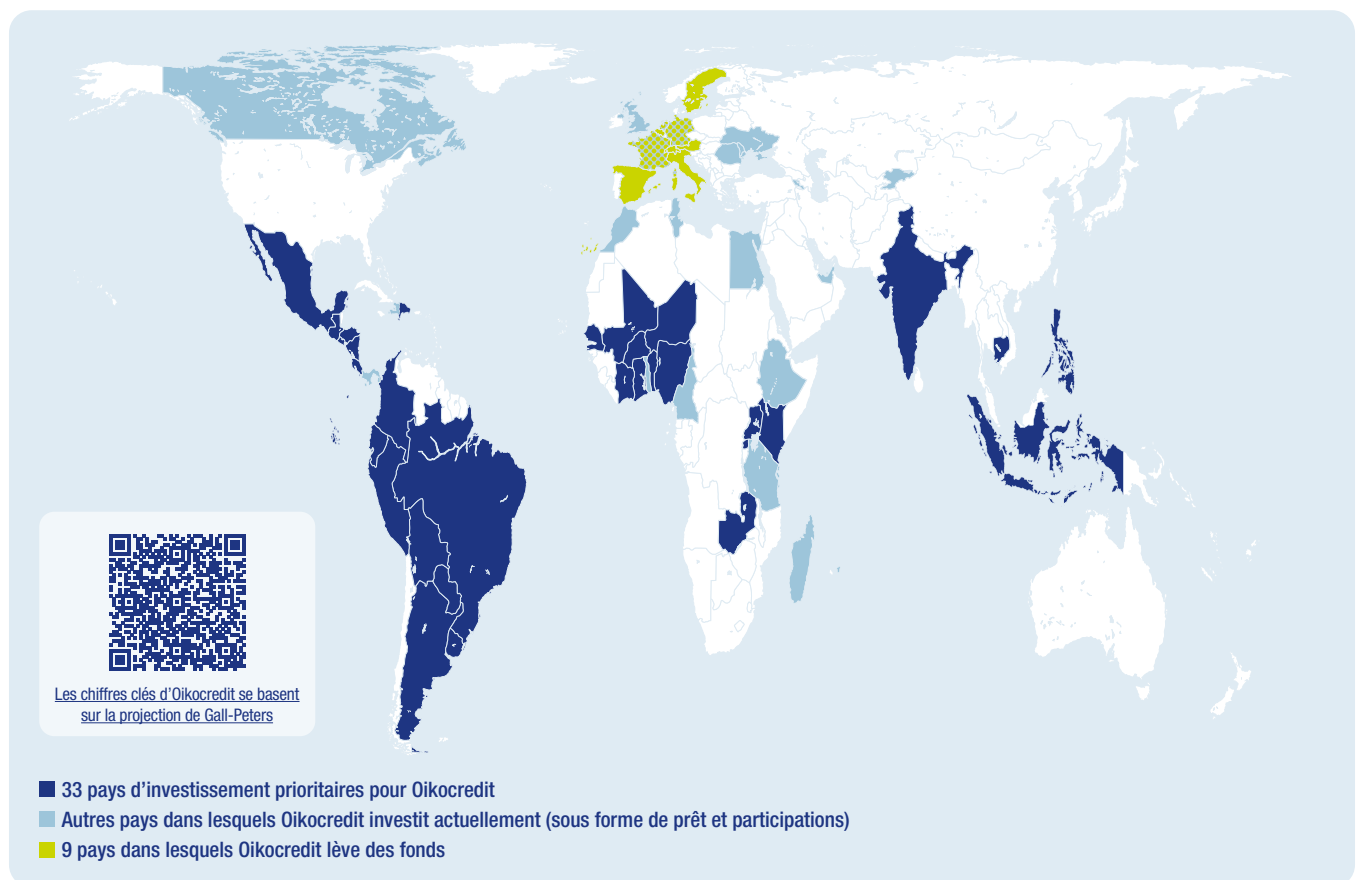 Les chiffres clés d’Oikocredit se basent
sur la projection de Gall-Peters
33 pays d’investissement prioritaires pour Oikocredit
Autres pays dans lesquels Oikocredit investit actuellement (sous forme de prêt et participations)
9 pays dans lesquels Oikocredit lève des fonds